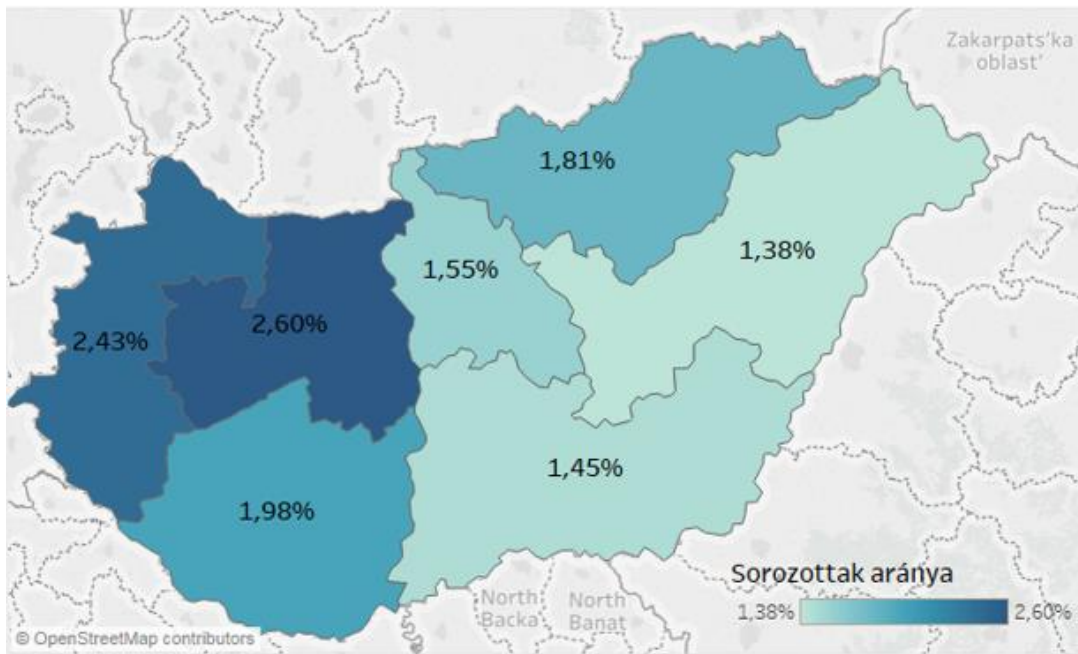 Zakarpats'ka
oblast'
1,81%
1,38%
1,55%
2,60%
2,43%
1,45%
1,98%
Sorozottak aránya
1,38%
2,60%
North
Backa
North
Banat
© OpenStreetMap contributors